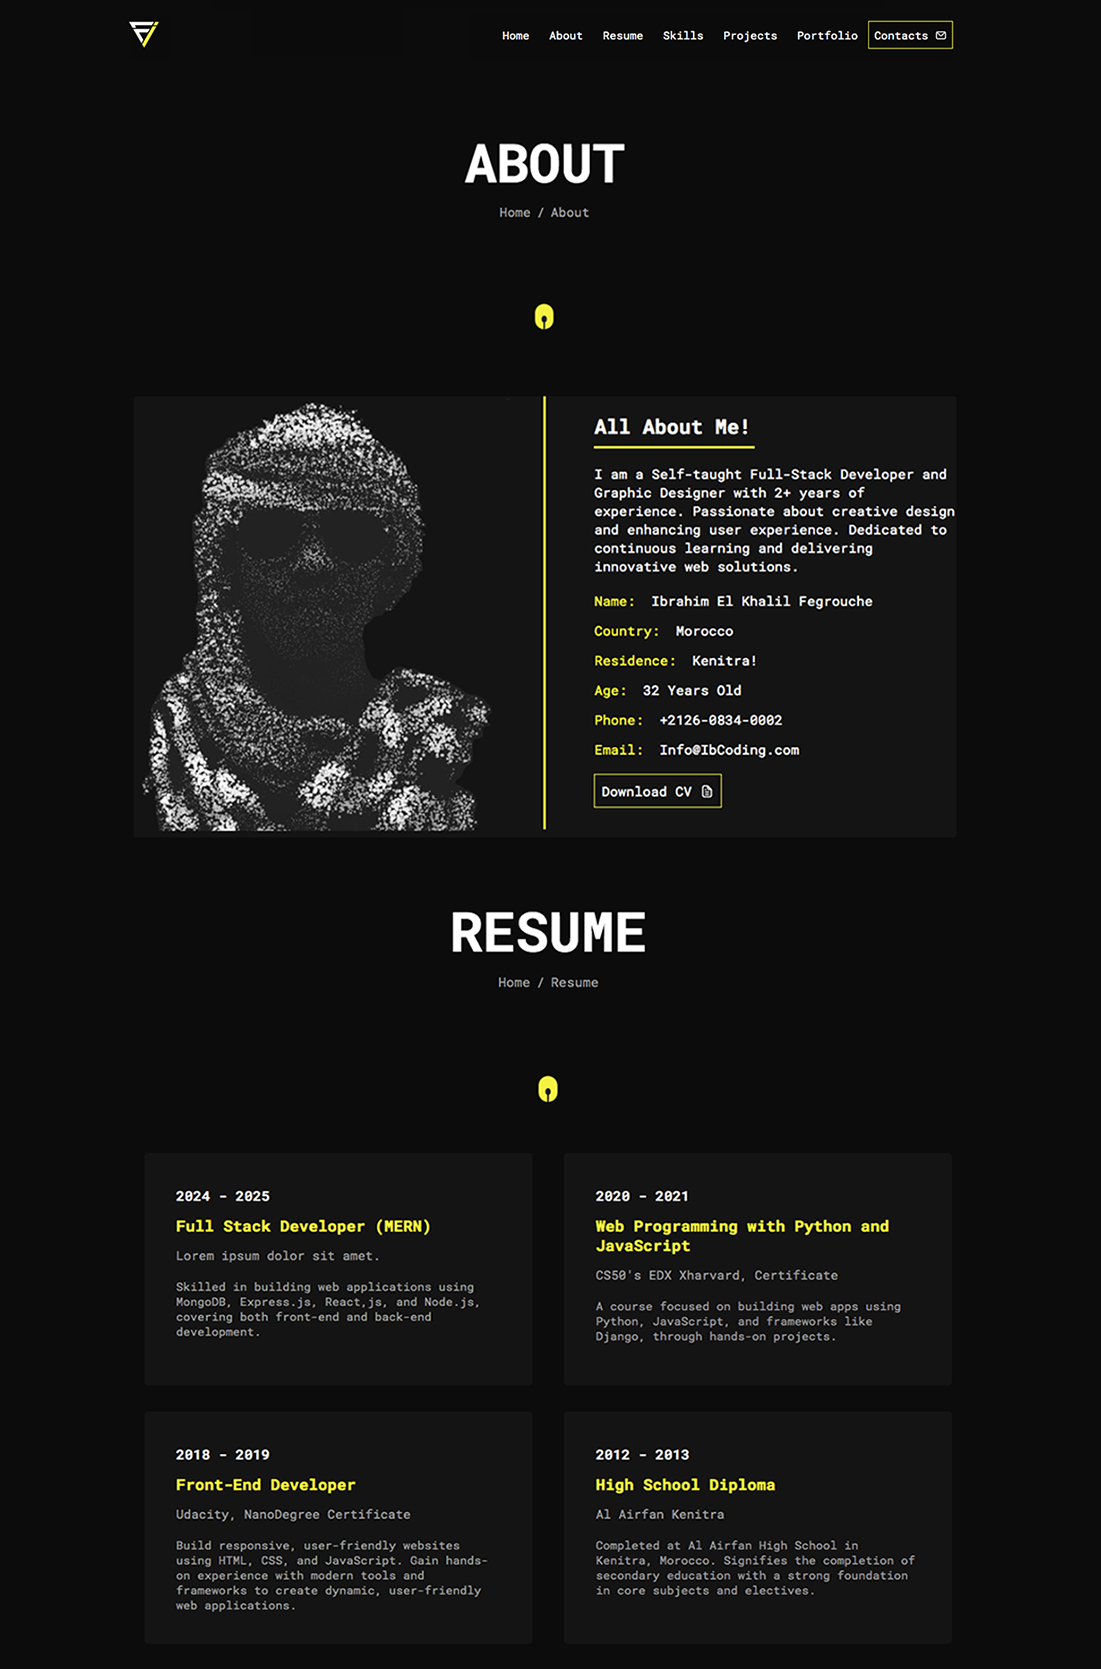 Home About Resume Skills Projects Portfolio Contacts
ABOUT
Home / About
All About Me!
I am a Self-taught Full-Stack Developer and
Graphic Designer with 2+ years of
experience. Passionate about creative design
and enhancing user experience. Dedicated to
continuous learning and delivering
innovative web solutions.
Name: Ibrahim El Khalil Fegrouche
Country: Morocco
Residence: Kenitra!
Age: 32 Years Old
Phone: +2126-0834-0002
Email: Info@IbCoding.com
Download CV
RESUME
Home / Resume
2024 - 2025
Full Stack Developer (MERN)
Lorem ipsum dolor sit amet.
Skilled in building web applications using
MongoDB, Express.js, React,js, and Node.js,
covering both front-end and back-end
development.
2020 - 2021
Web Programming with Python and
JavaScript
CS50's EDX Xharvard, Certificate
A course focused on building web apps using
Python, JavaScript, and frameworks like
Django, through hands-on projects.
2018 - 2019
Front-End Developer
Udacity, NanoDegree Certificate
Build responsive, user-friendly websites
using HTML, CSS, and JavaScript. Gain hands-
on experience with modern tools and
frameworks to create dynamic, user-friendly
web applications.
2012 - 2013
High School Diploma
Al Airfan Kenitra
Completed at Al Airfan High School in
Kenitra, Morocco. Signifies the completion of
secondary education with a strong foundation
in core subjects and electives.